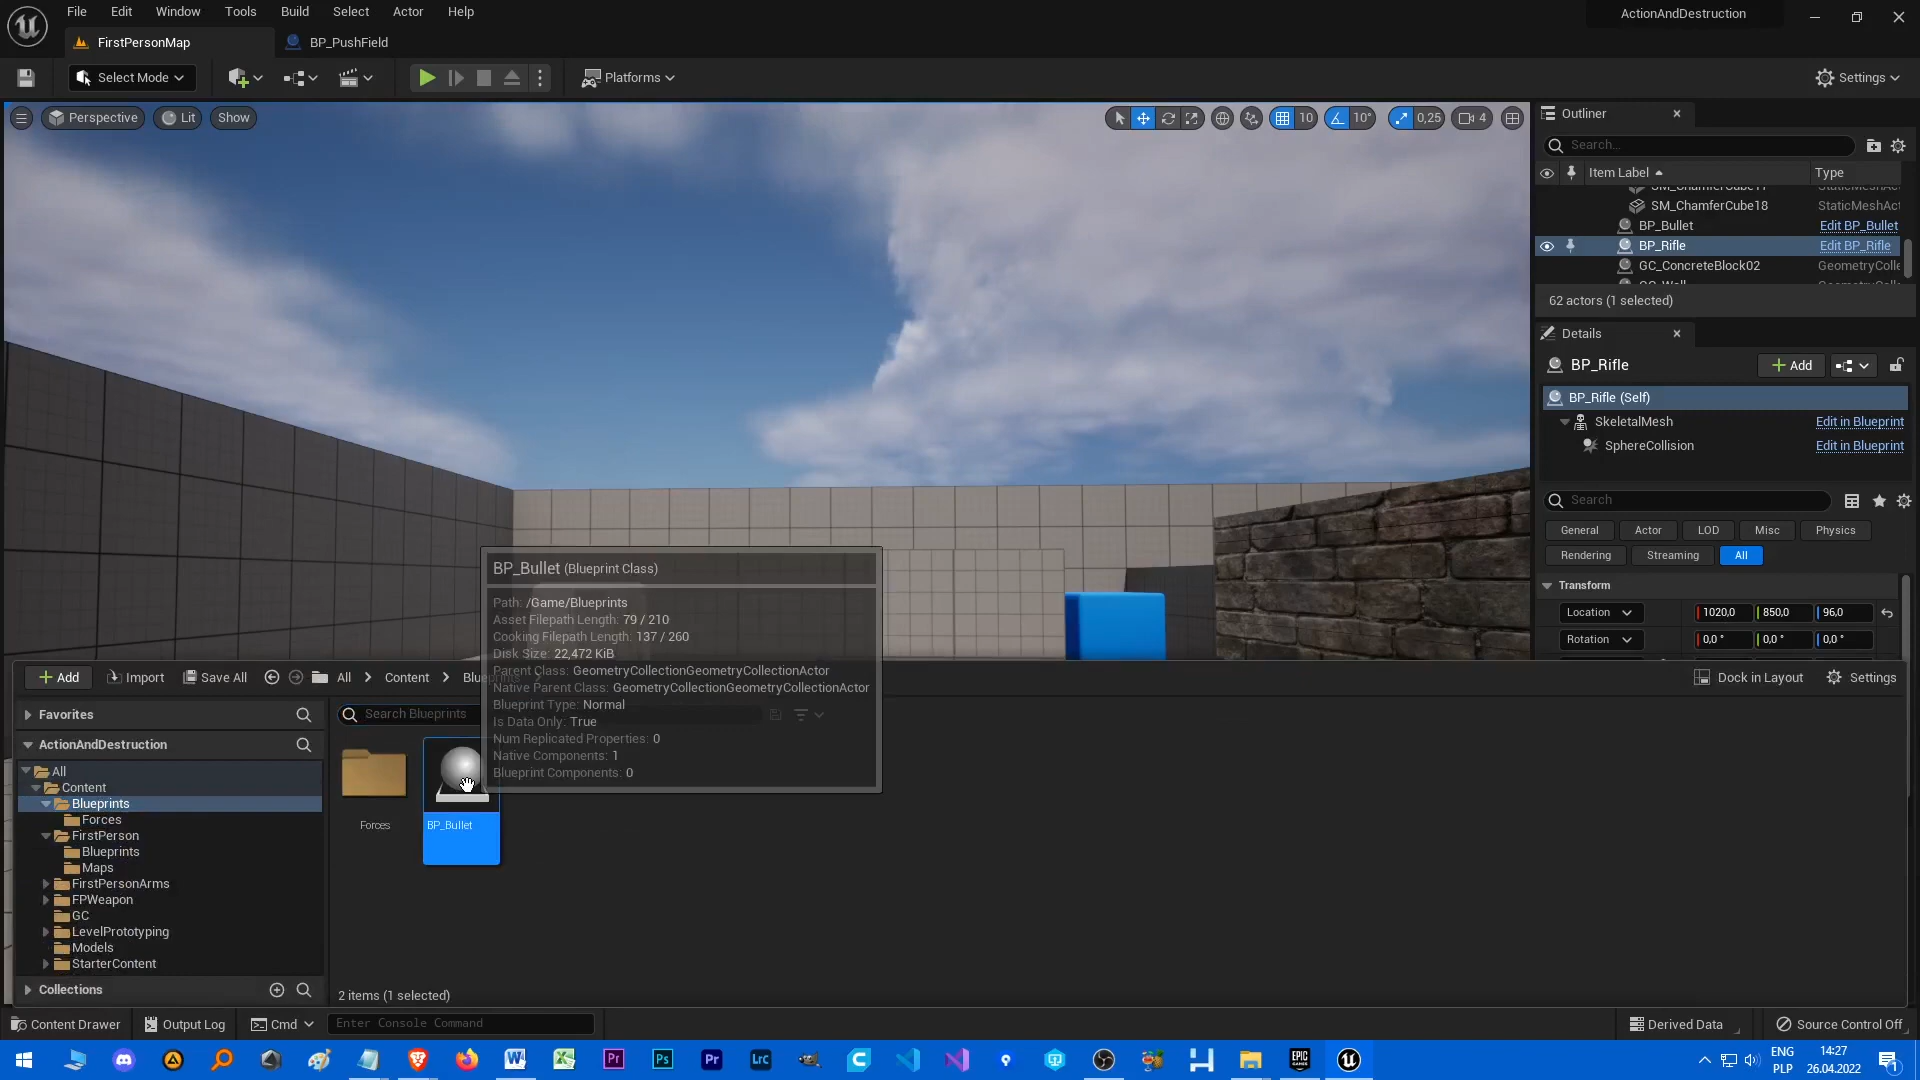 File Edit Window Tools Build Select Actor Help
ActionAndDestruction
FirstPersonMap
BP_PushField
Select Mode
Platforms
Settings
Perspective
Lit
Show
10
10°
0,25
4
Outliner
Search...
Item Label
Type
SM_ChamferCube18 StaticMeshAct
BP_Bullet Edit BP_Bullet
BP_Rifle Edit BP_Rifle
GC_ConcreteBlock02 GeometryColle
62 actors (1 selected)
Details
BP_Rifle
Add
BP_Rifle (Self)
SkeletalMesh Edit in Blueprint
SphereCollision Edit in Blueprint
Search
General Actor LOD Misc Physics
Rendering Streaming All
Transform
Location 1020,0 850,0 96,0
Rotation 0,0 ° 0,0 ° 0,0 °
BP_Bullet (Blueprint Class)
Path: /Game/Blueprints
Asset Filepath Length: 79 / 210
Cooking Filepath Length: 137 / 260
Disk Size: 22,472 KiB
Parent Class: GeometryCollectionGeometryCollectionActor
Native Parent Class: GeometryCollectionGeometryCollectionActor
Blueprint Type: Normal
Is Data Only: True
Num Replicated Properties: 0
Native Components: 1
Blueprint Components: 0
Add Import Save All All Content Blueprints
Dock in Layout Settings
Favorites
Search Blueprints
ActionAndDestruction
All
Content
Blueprints
Forces
FirstPerson
Blueprints
Maps
FirstPersonArms
FPWeapon
GC
LevelPrototyping
Models
StarterContent
Collections
Forces
BP_Bullet
2 items (1 selected)
Content Drawer Output Log Cmd Enter Console Command
Derived Data Source Control Off
ENG
PLP
14:27
26.04.2022
1